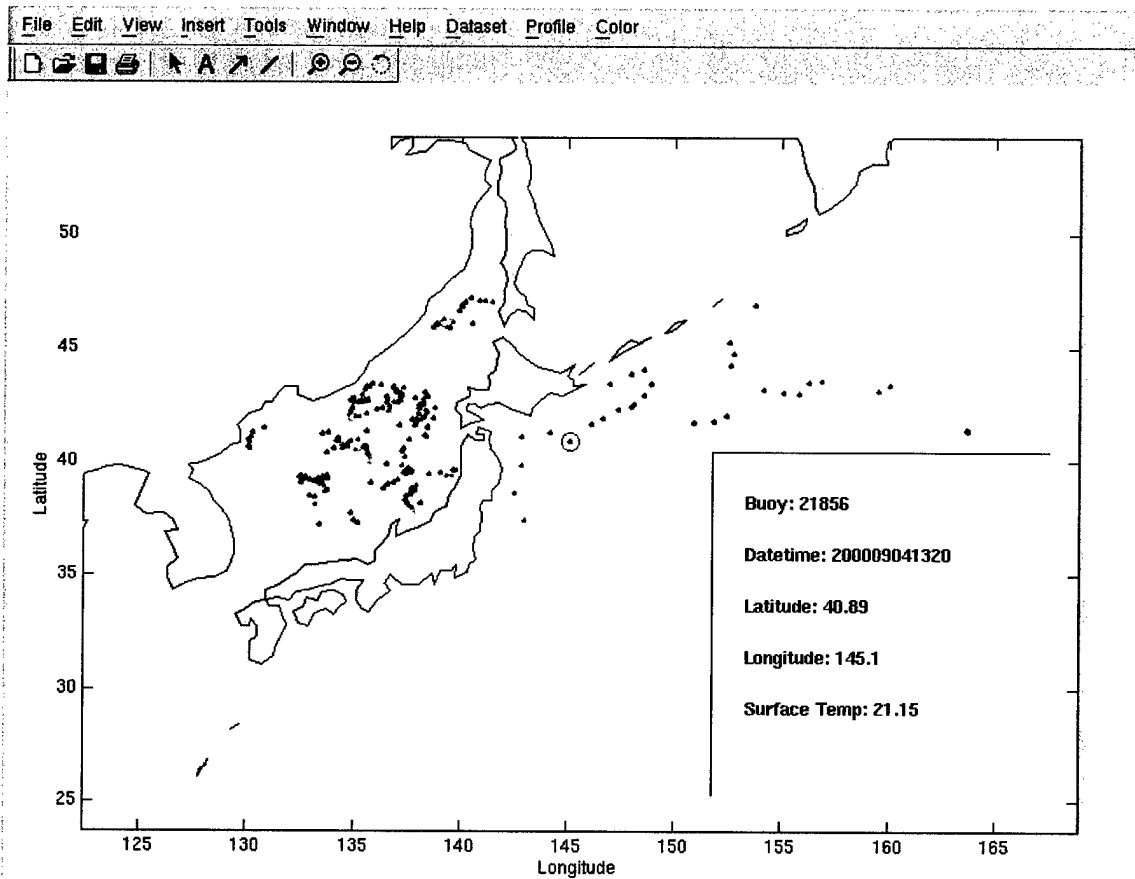 File Edit View Insert Tools Window Help Dataset Profile Color
A
50
45
40
35
30
25
Latitude
Buoy: 21856
Datetime: 200009041320
Latitude: 40.89
Longitude: 145.1
Surface Temp: 21.15
125 130 135 140 145 150 155 160 165
Longitude